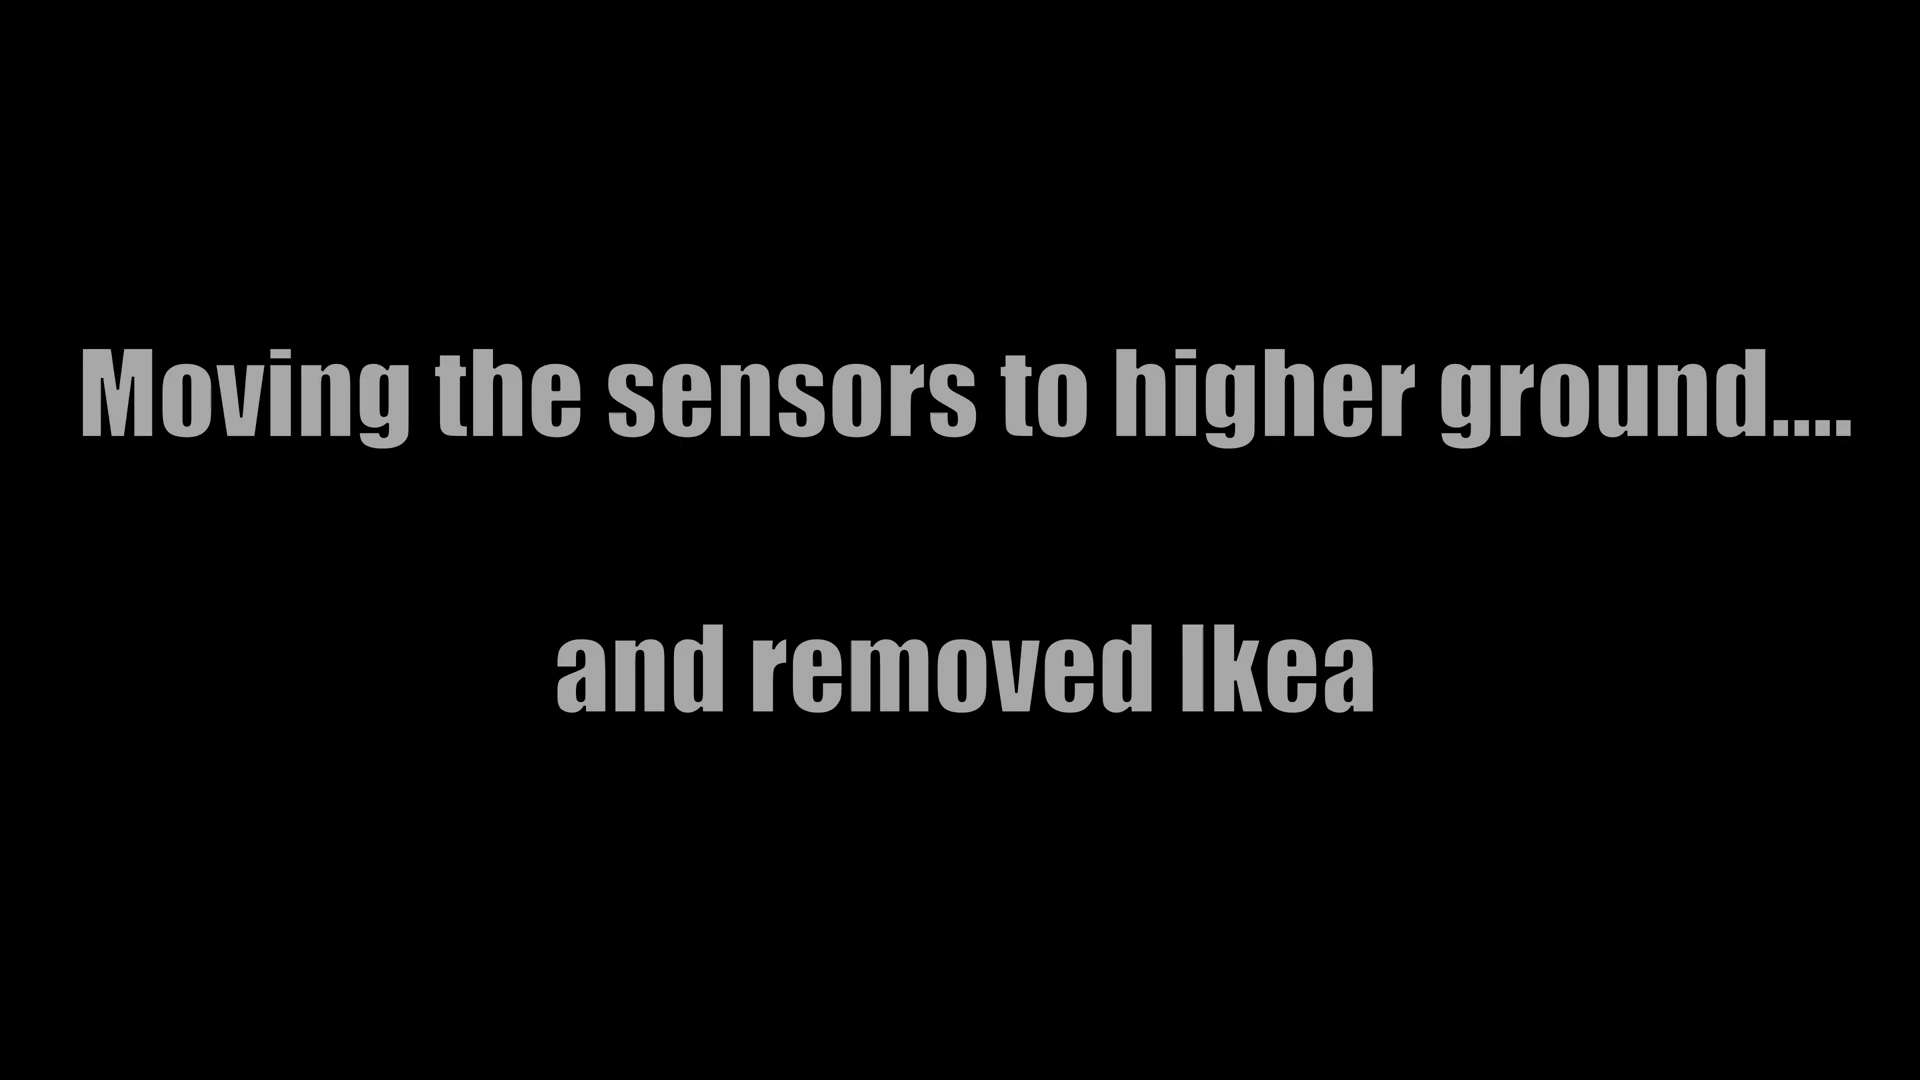 Moving the sensors to higher ground....
and removed Ikea